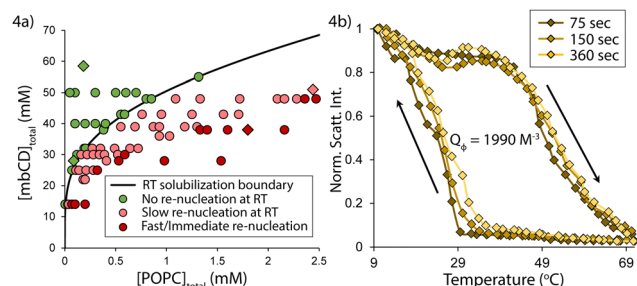 4a)
70
60
50
40
30
20
10
0
[mbCD]total (mM)
RT solubilization boundary
No re-nucleation at RT
Slow re-nucleation at RT
Fast/Immediate re-nucleation
0 0.5 1 1.5 2 2.5
[POPC]total (mM)
4b)
75 sec
150 sec
360 sec
1
0.8
0.6
0.4
0.2
0
Norm. Scatt. Int.
Qϕ = 1990 M-3
9 29 49 69
Temperature (oC)